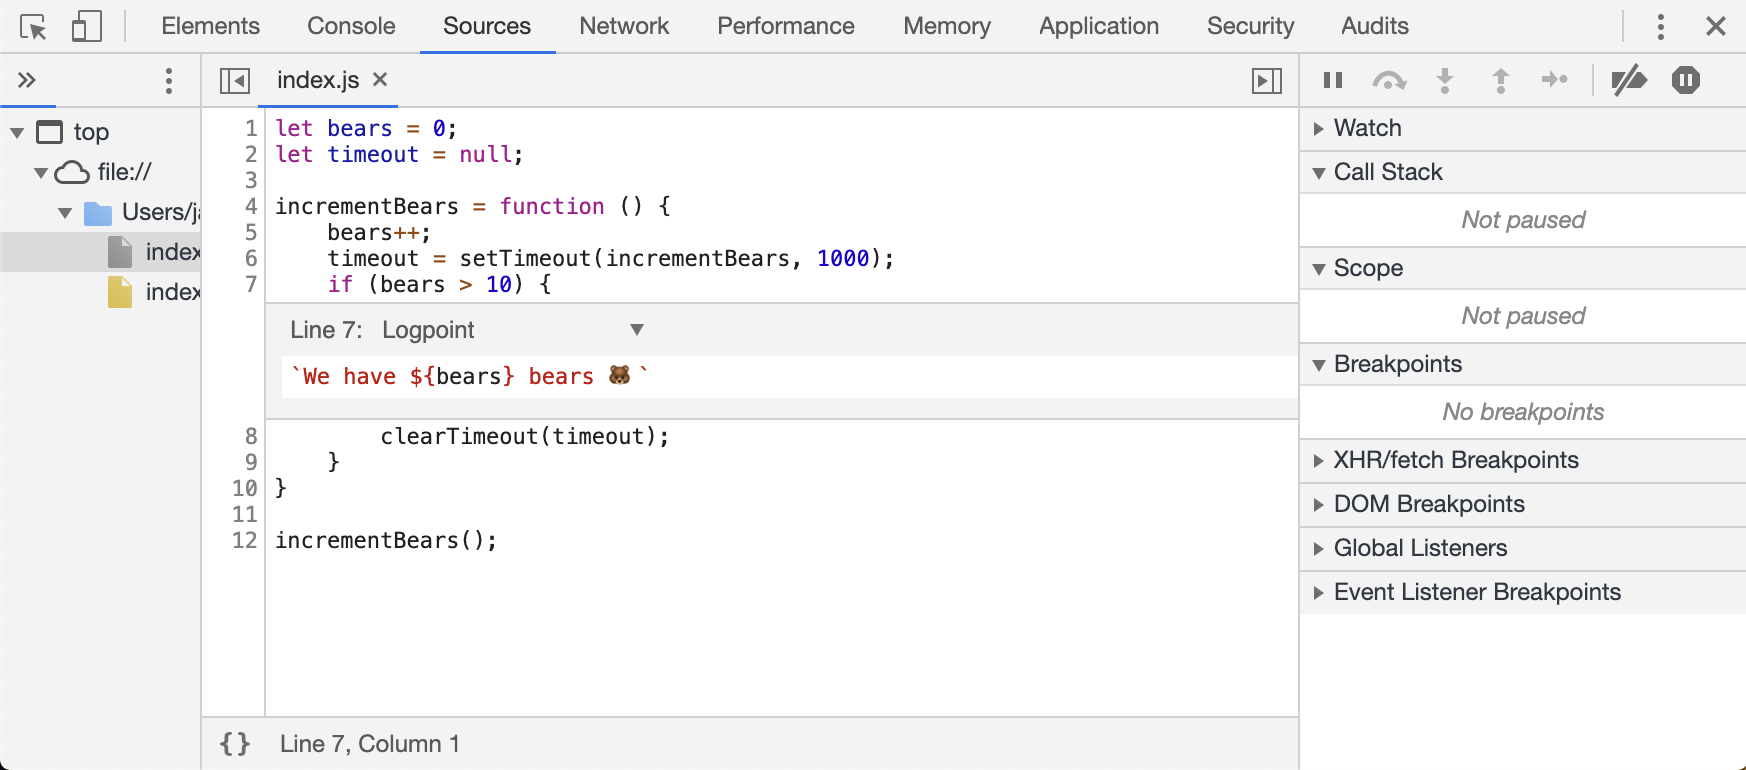 Elements Console Sources Network Performance Memory Application Security Audits
index.js
top
file://
Users/j
index
index
1 let bears = 0;
2 let timeout = null;
3
4 incrementBears = function () {
5 bears++;
6 timeout = setTimeout(incrementBears, 1000);
7 if (bears > 10) {
Line 7: Logpoint
`We have ${bears} bears 🐻 `
8 clearTimeout(timeout);
9 }
10 }
11
12 incrementBears();
{} Line 7, Column 1
Watch
Call Stack
Not paused
Scope
Not paused
Breakpoints
No breakpoints
XHR/fetch Breakpoints
DOM Breakpoints
Global Listeners
Event Listener Breakpoints